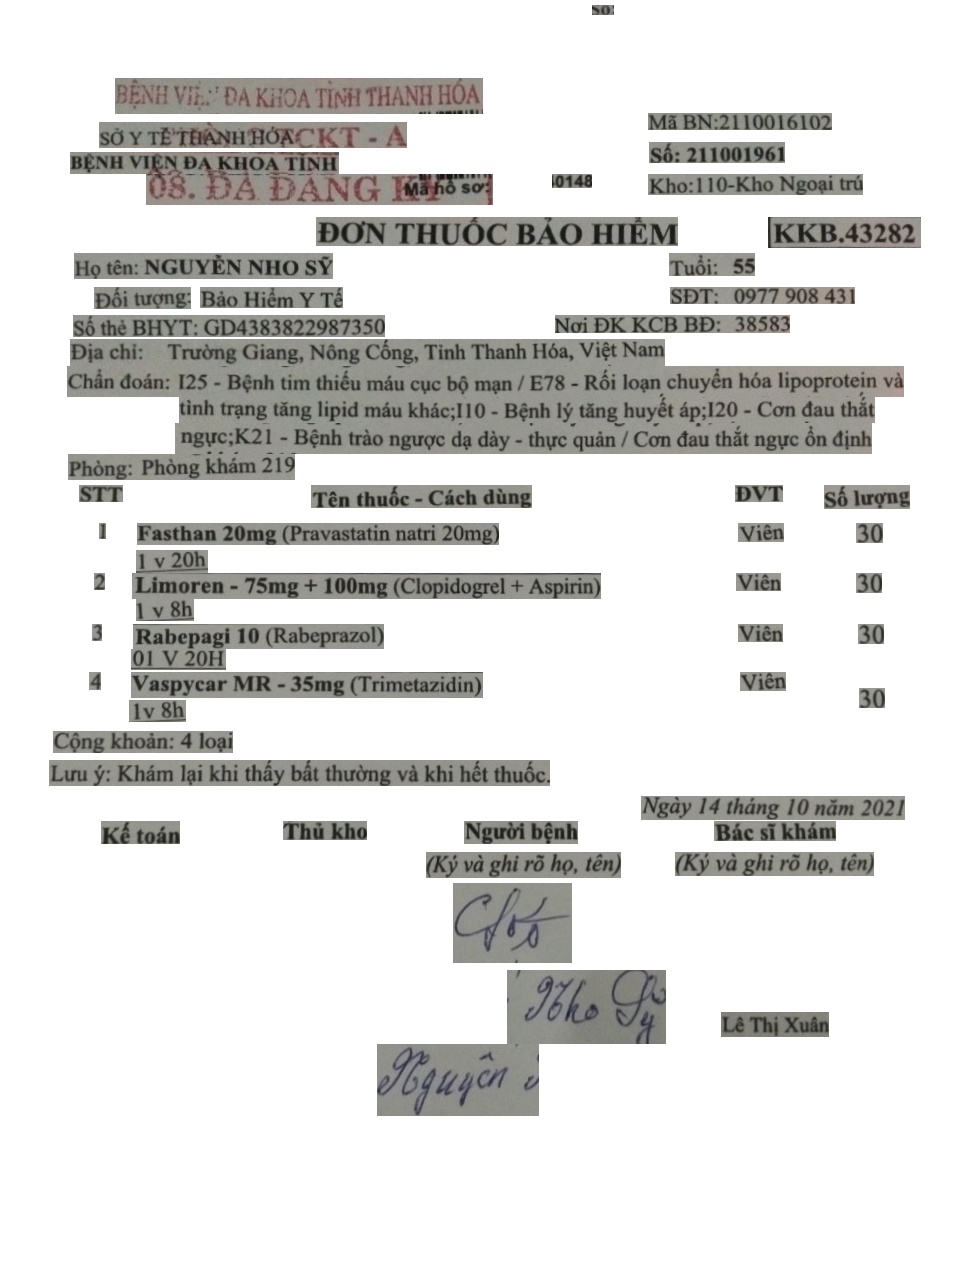 Số:
BỆNH VIỆN ĐA KHOA TỈNH THANH HÓA
SỞ Y TẾ THANH HÓA CKT - A
Mã BN:2110016102
BỆNH VIỆN ĐA KHOA TỈNH
Số: 211001961
08. ĐÃ ĐĂNG KÝ Mã hồ sơ: 0148
Kho:110-Kho Ngoại trú
ĐƠN THUỐC BẢO HIỂM KKB.43282
Họ tên: NGUYỄN NHO SỸ Tuổi: 55
Đối tượng: Bảo Hiểm Y Tế SĐT: 0977 908 431
Số thẻ BHYT: GD4383822987350 Nơi ĐK KCB BĐ: 38583
Địa chỉ: Trường Giang, Nông Cống, Tỉnh Thanh Hóa, Việt Nam
Chẩn đoán: I25 - Bệnh tim thiếu máu cục bộ mạn / E78 - Rối loạn chuyển hóa lipoprotein và
tình trạng tăng lipid máu khác;I10 - Bệnh lý tăng huyết áp;I20 - Cơn đau thắt
ngực;K21 - Bệnh trào ngược dạ dày - thực quản / Cơn đau thắt ngực ổn định
Phòng: Phòng khám 219
STT Tên thuốc - Cách dùng ĐVT Số lượng
1 Fasthan 20mg (Pravastatin natri 20mg) Viên 30
1 v 20h
2 Limoren - 75mg + 100mg (Clopidogrel + Aspirin) Viên 30
1 v 8h
3 Rabepagi 10 (Rabeprazol) Viên 30
01 V 20H
4 Vaspycar MR - 35mg (Trimetazidin) Viên 30
1v 8h
Cộng khoản: 4 loại
Lưu ý: Khám lại khi thấy bất thường và khi hết thuốc.
Ngày 14 tháng 10 năm 2021
Kế toán Thủ kho Người bệnh Bác sĩ khám
(Ký và ghi rõ họ, tên) (Ký và ghi rõ họ, tên)
Nho Sỹ
Lê Thị Xuân
Nguyễn